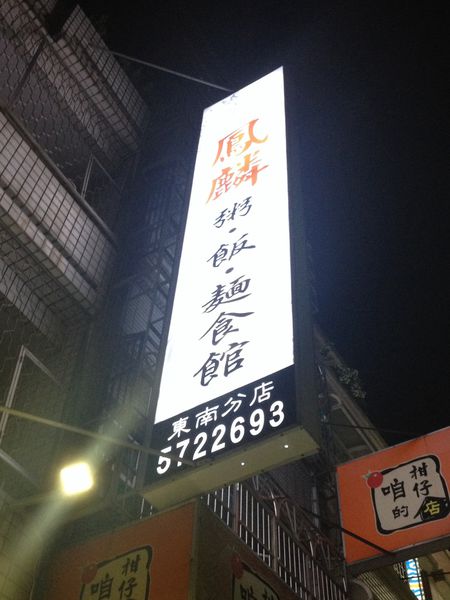 鳳麟
粥·飯·麵食館
東南分店
5722693
柑仔
店
咱的
柑仔
咱的